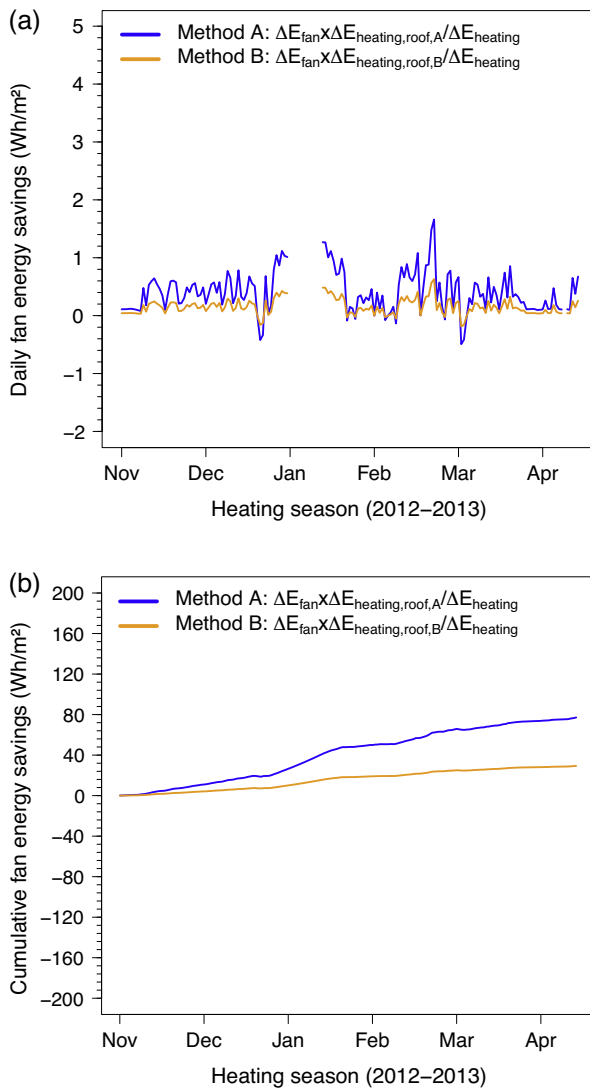 (a)
Method A: ΔEfanxΔEheating,roof,A/ΔEheating
Method B: ΔEfanxΔEheating,roof,B/ΔEheating
Daily fan energy savings (Wh/m²)
5
4
3
2
1
0
−1
−2
Nov Dec Jan Feb Mar Apr
Heating season (2012−2013)
(b)
Method A: ΔEfanxΔEheating,roof,A/ΔEheating
Method B: ΔEfanxΔEheating,roof,B/ΔEheating
Cumulative fan energy savings (Wh/m²)
200
160
120
80
40
0
−40
−80
−120
−160
−200
Nov Dec Jan Feb Mar Apr
Heating season (2012−2013)